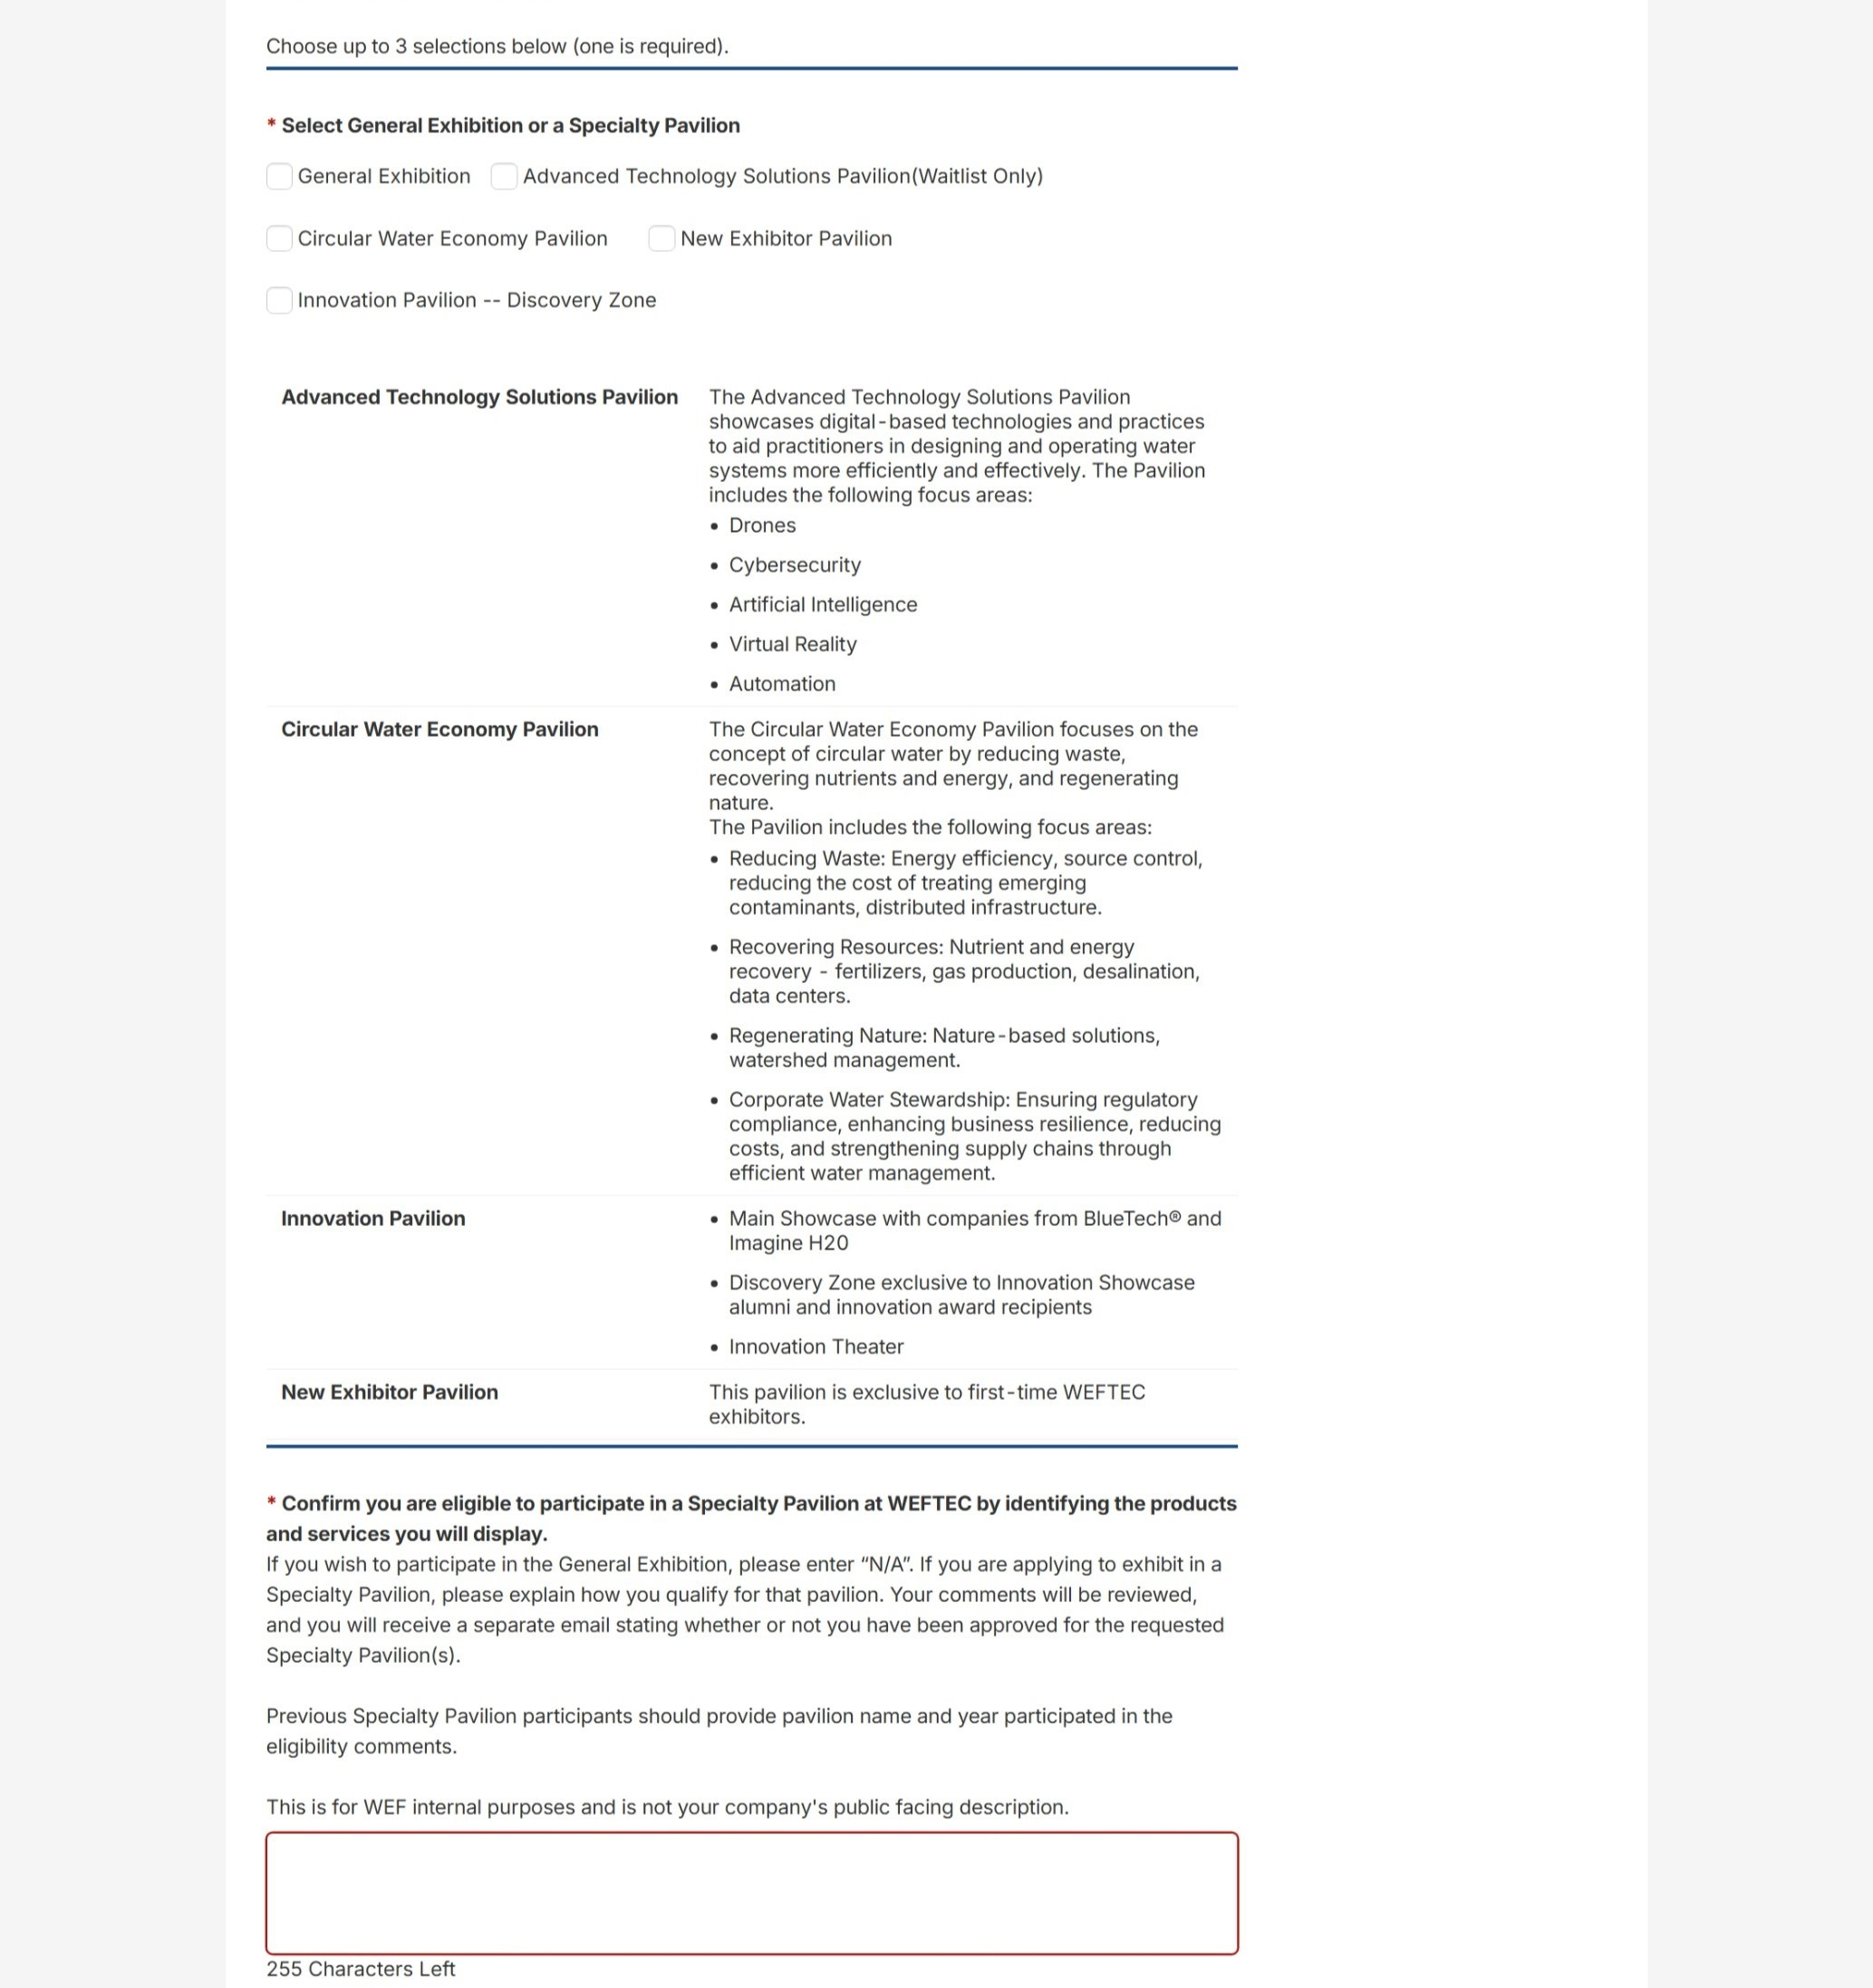 Choose up to 3 selections below (one is required).
* Select General Exhibition or a Specialty Pavilion
General Exhibition Advanced Technology Solutions Pavilion(Waitlist Only)
Circular Water Economy Pavilion New Exhibitor Pavilion
Innovation Pavilion -- Discovery Zone
Advanced Technology Solutions Pavilion
The Advanced Technology Solutions Pavilion
showcases digital-based technologies and practices
to aid practitioners in designing and operating water
systems more efficiently and effectively. The Pavilion
includes the following focus areas:
• Drones
• Cybersecurity
• Artificial Intelligence
• Virtual Reality
• Automation
Circular Water Economy Pavilion
The Circular Water Economy Pavilion focuses on the
concept of circular water by reducing waste,
recovering nutrients and energy, and regenerating
nature.
The Pavilion includes the following focus areas:
• Reducing Waste: Energy efficiency, source control,
reducing the cost of treating emerging
contaminants, distributed infrastructure.
• Recovering Resources: Nutrient and energy
recovery - fertilizers, gas production, desalination,
data centers.
• Regenerating Nature: Nature-based solutions,
watershed management.
• Corporate Water Stewardship: Ensuring regulatory
compliance, enhancing business resilience, reducing
costs, and strengthening supply chains through
efficient water management.
Innovation Pavilion
• Main Showcase with companies from BlueTech® and
Imagine H20
• Discovery Zone exclusive to Innovation Showcase
alumni and innovation award recipients
• Innovation Theater
New Exhibitor Pavilion
This pavilion is exclusive to first-time WEFTEC
exhibitors.
* Confirm you are eligible to participate in a Specialty Pavilion at WEFTEC by identifying the products
and services you will display.
If you wish to participate in the General Exhibition, please enter “N/A”. If you are applying to exhibit in a
Specialty Pavilion, please explain how you qualify for that pavilion. Your comments will be reviewed,
and you will receive a separate email stating whether or not you have been approved for the requested
Specialty Pavilion(s).
Previous Specialty Pavilion participants should provide pavilion name and year participated in the
eligibility comments.
This is for WEF internal purposes and is not your company's public facing description.
255 Characters Left